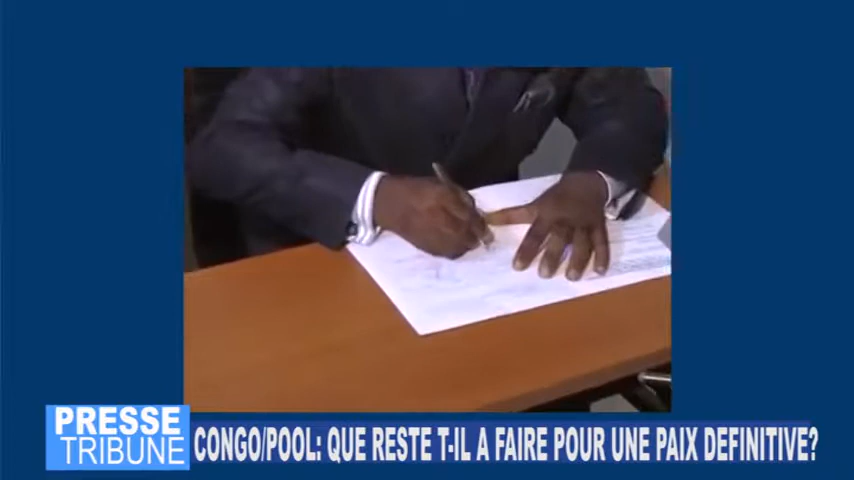 PRESSE
TRIBUNE
CONGO/POOL: QUE RESTE T-IL A FAIRE POUR UNE PAIX DEFINITIVE?